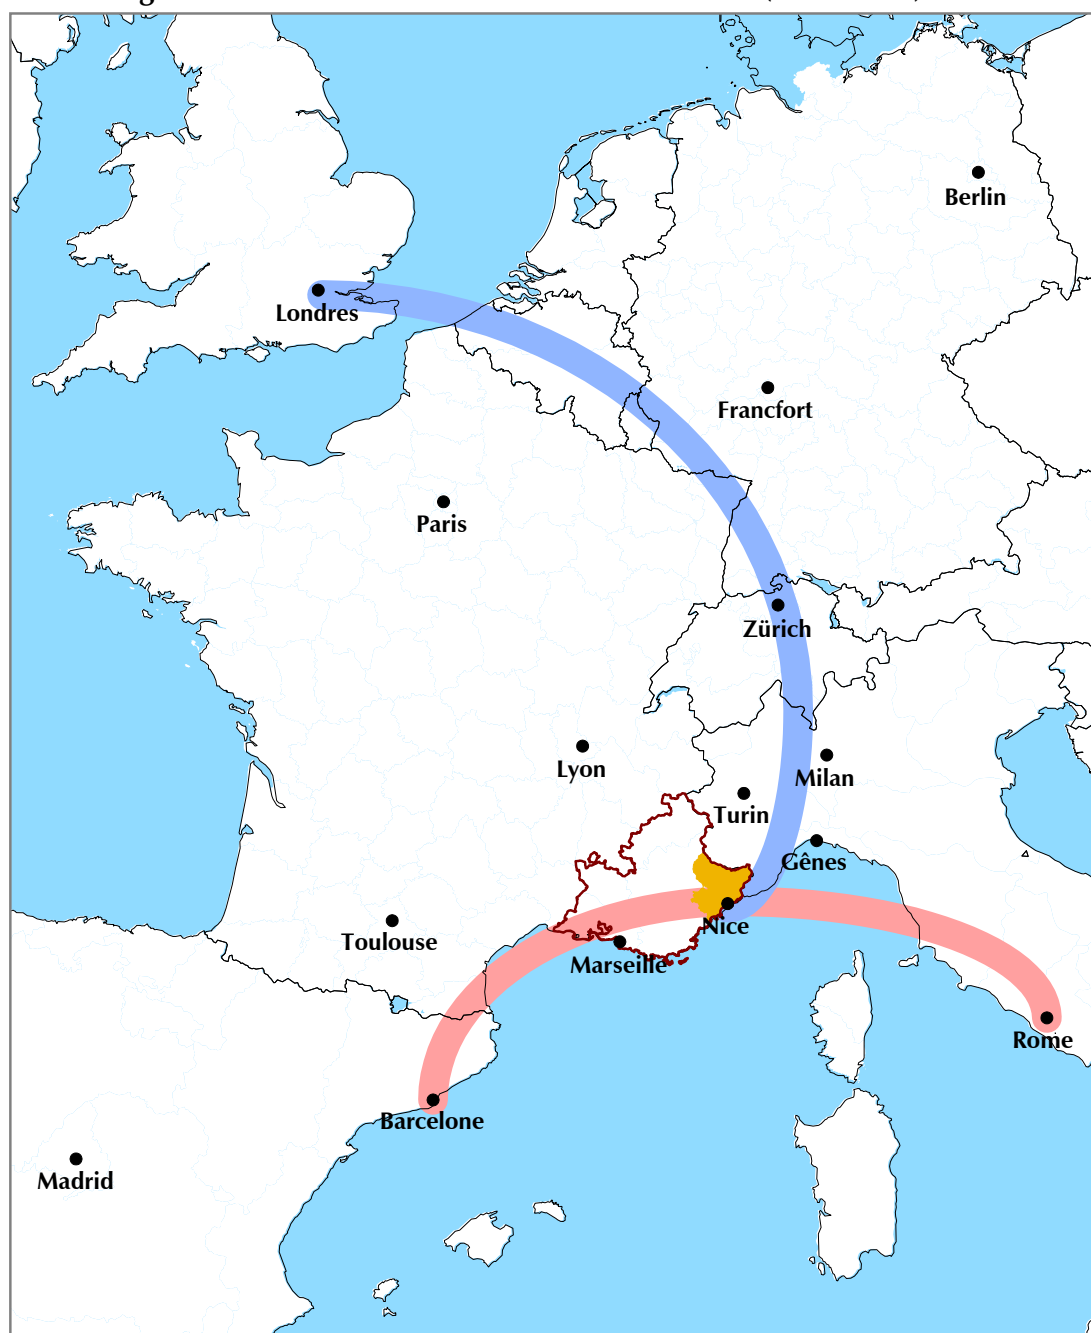 Berlin
Londres
Francfort
Paris
Zürich
Lyon
Milan
Turin
Gênes
Nice
Toulouse
Marseille
Rome
Barcelone
Madrid